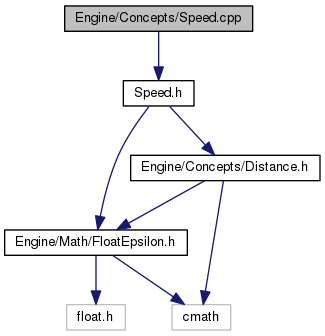 Engine/Concepts/Speed.cpp
Speed.h
Engine/Concepts/Distance.h
Engine/Math/FloatEpsilon.h
float.h
cmath